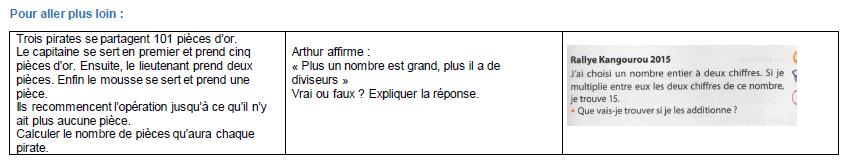 Pour aller plus loin :
Trois pirates se partagent 101 pièces d'or.
Le capitaine se sert en premier et prend cinq
pièces d'or. Ensuite, le lieutenant prend deux
pièces. Enfin le mousse se sert et prend une
pièce.
Ils recommencent l'opération jusqu'à ce qu'il n'y
ait plus aucune pièce.
Calculer le nombre de pièces qu'aura chaque
pirate.
Arthur affirme :
« Plus un nombre est grand, plus il a de
diviseurs »
Vrai ou faux ? Expliquer la réponse.
Rallye Kangourou 2015
J'ai choisi un nombre entier à deux chiffres. Si je
multiplie entre eux les deux chiffres de ce nombre,
je trouve 15.
• Que vais-je trouver si je les additionne ?